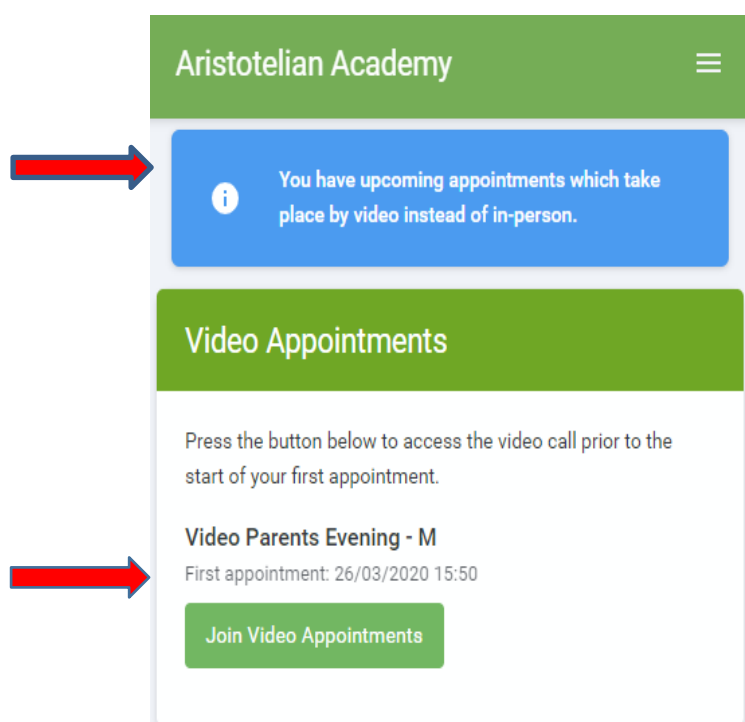 Aristotelian Academy
You have upcoming appointments which take
place by video instead of in-person.
Video Appointments
Press the button below to access the video call prior to the
start of your first appointment.
Video Parents Evening - M
First appointment: 26/03/2020 15:50
Join Video Appointments